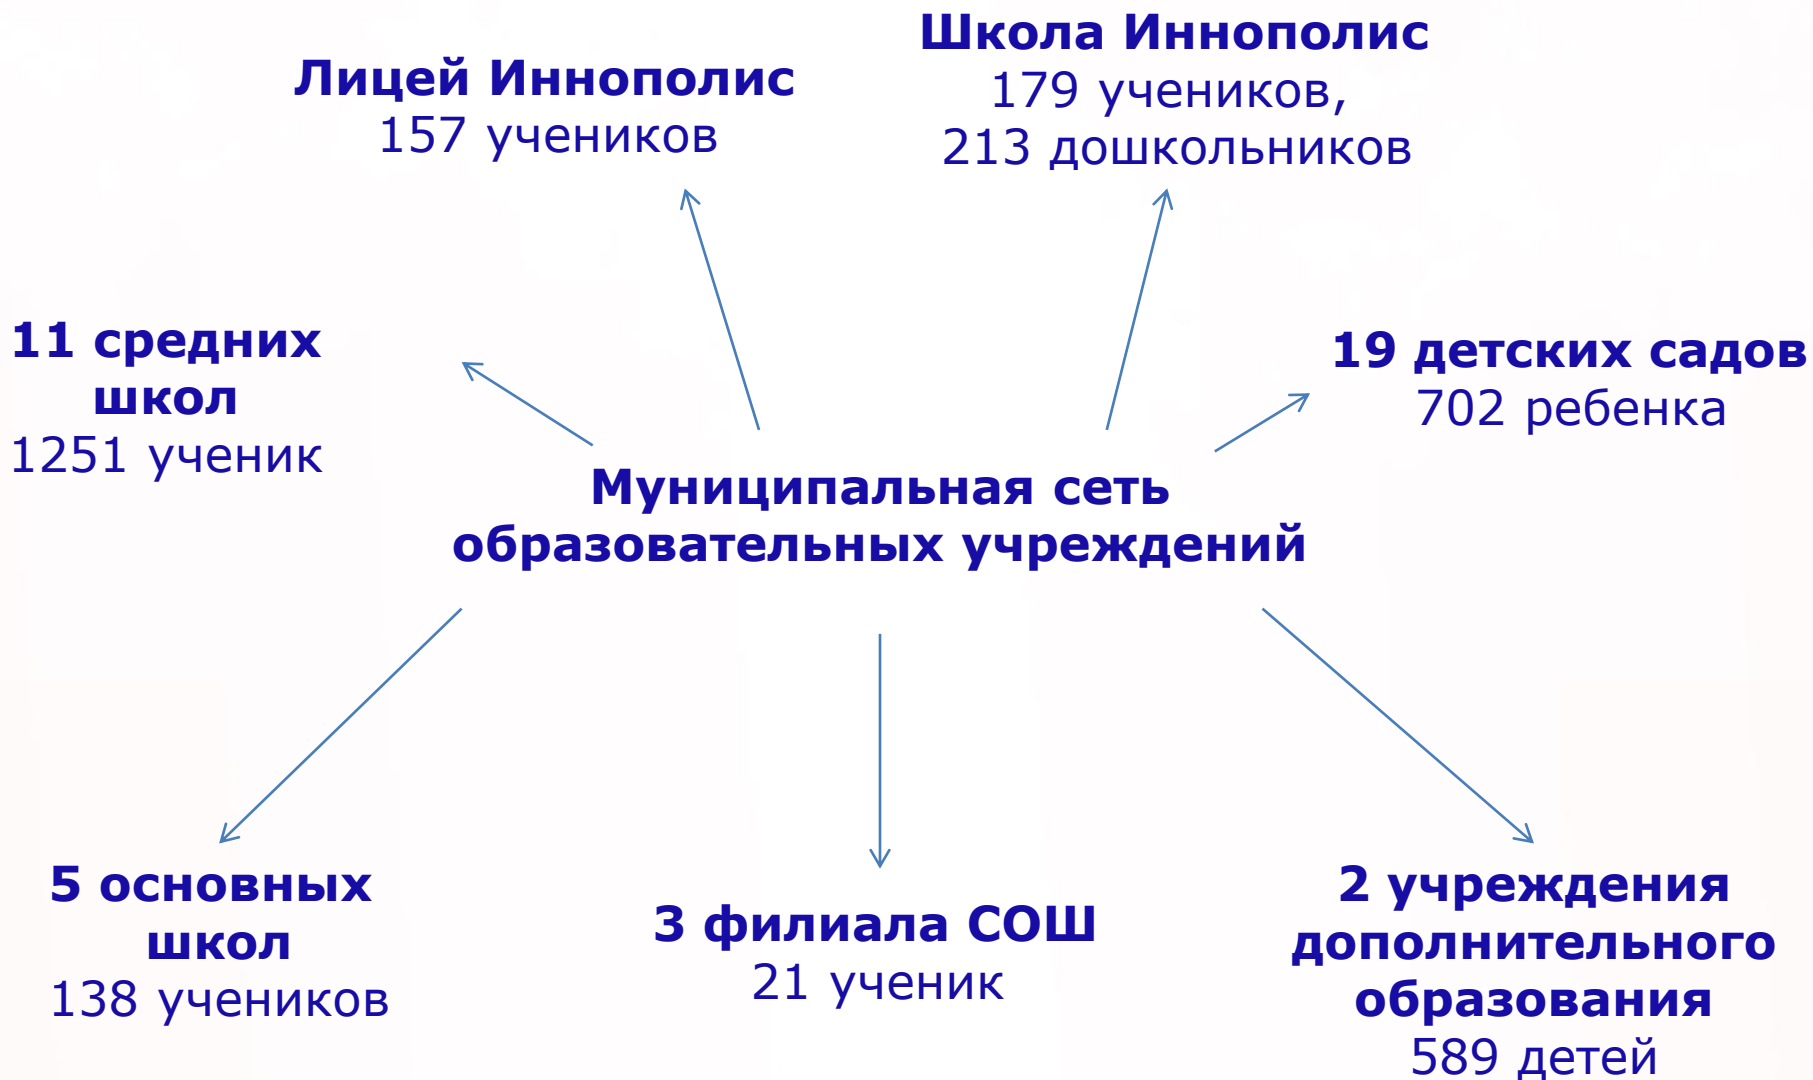 Школа Иннополис
179 учеников,
213 дошкольников
Лицей Иннополис
157 учеников
11 средних
школ
1251 ученик
19 детских садов
702 ребенка
Муниципальная сеть
образовательных учреждений
5 основных
школ
138 учеников
3 филиала СОШ
21 ученик
2 учреждения
дополнительного
образования
589 детей